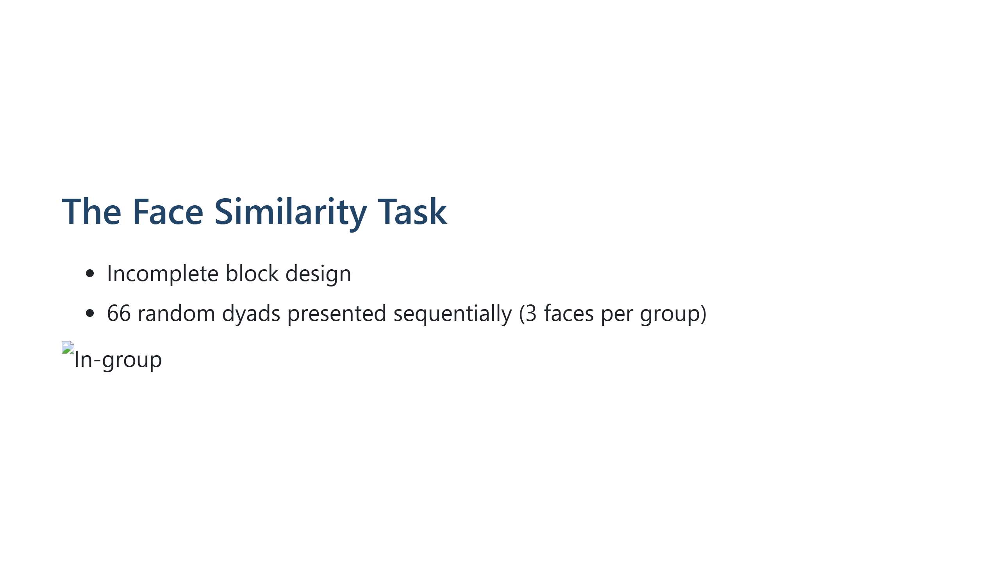 The Face Similarity Task
• Incomplete block design
• 66 random dyads presented sequentially (3 faces per group)
In-group